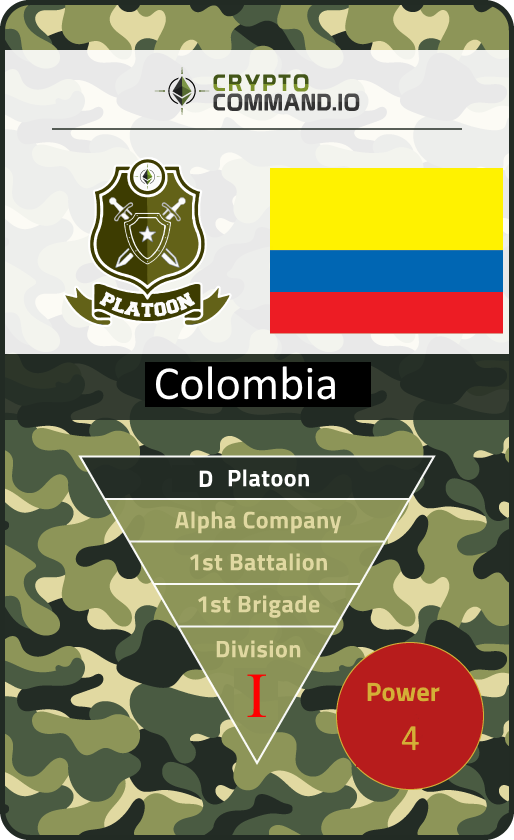 CRYPTO
COMMAND.IO
PLATOON
Colombia
D Platoon
Alpha Company
1st Battalion
1st Brigade
Division
I
Power
4